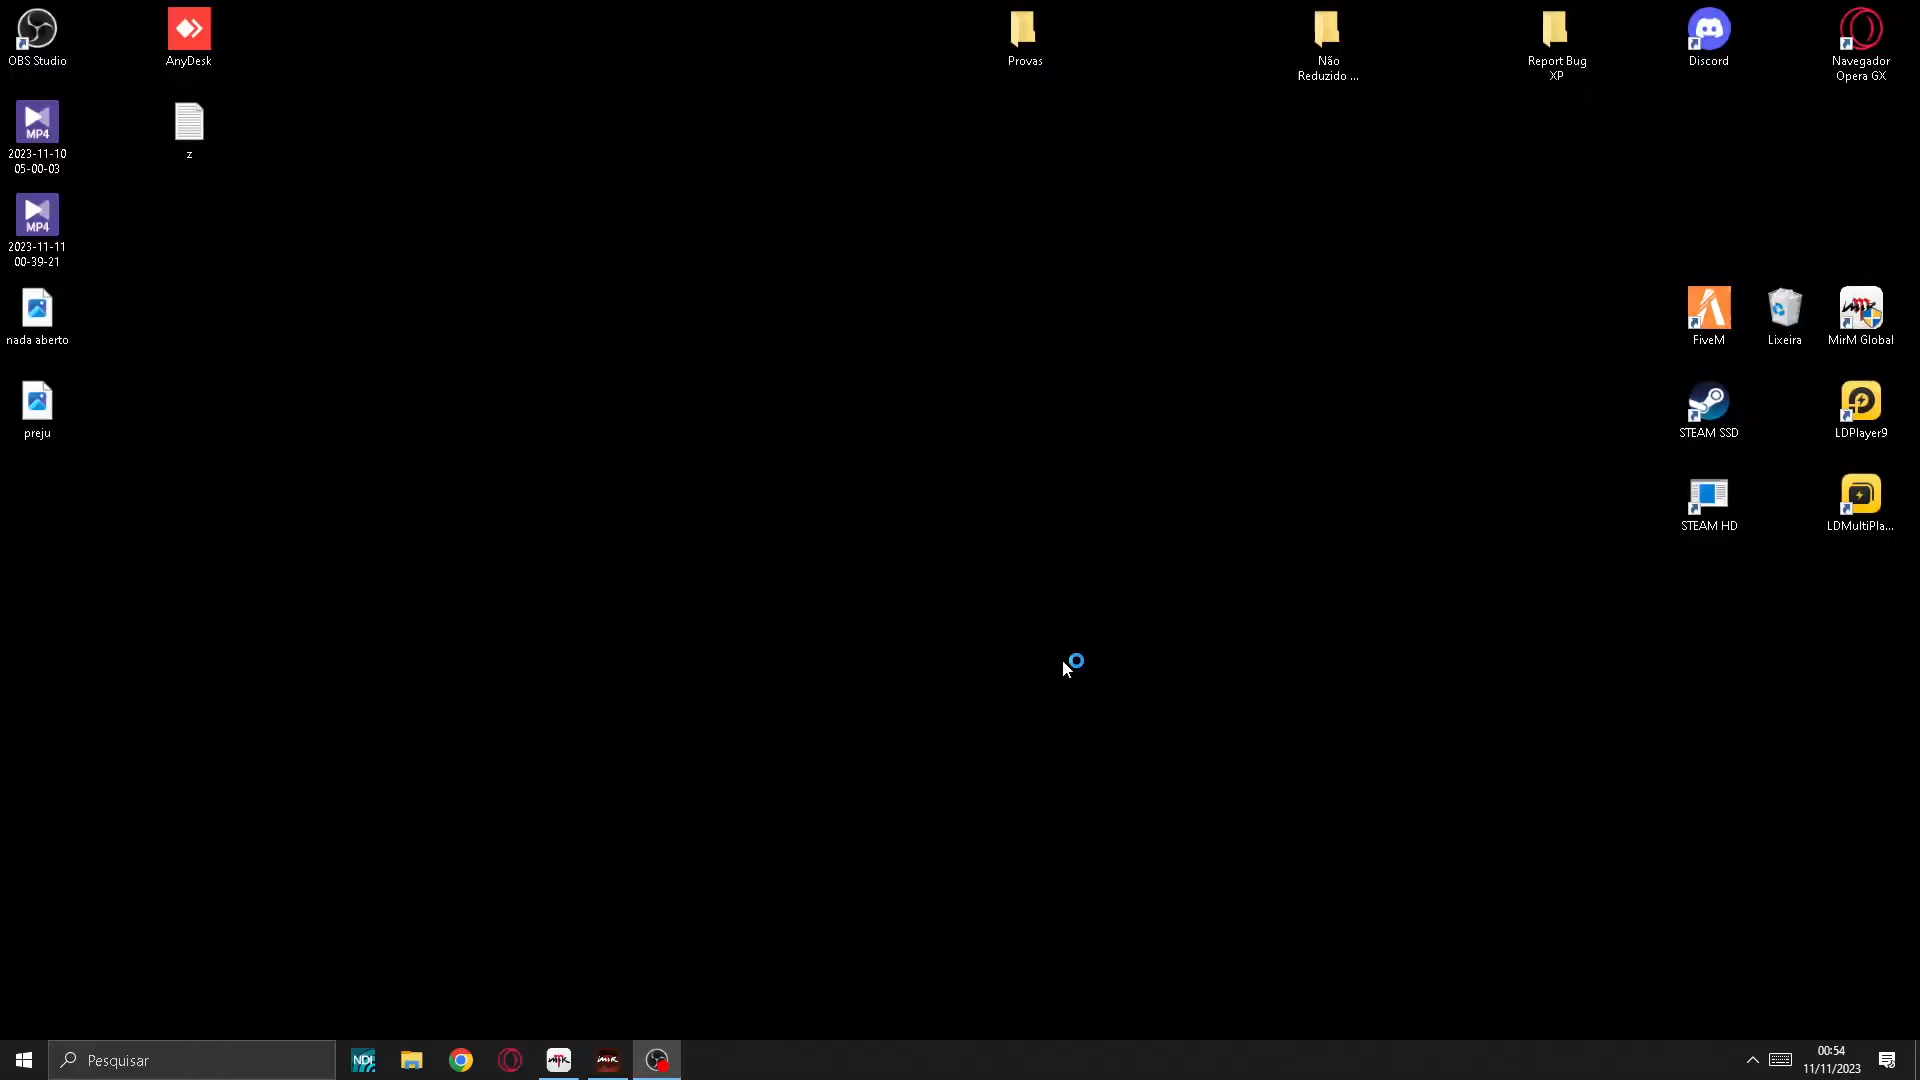 OBS Studio
AnyDesk
Provas
Não
Reduzido ...
Report Bug
XP
Discord
Navegador
Opera GX
MP4
2023-11-10
05-00-03
z
MP4
2023-11-11
00-39-21
nada aberto
FiveM
Lixeira
MirM Global
preju
STEAM SSD
LDPlayer9
STEAM HD
LDMultiPla...
Pesquisar
NDI
00:54
11/11/2023